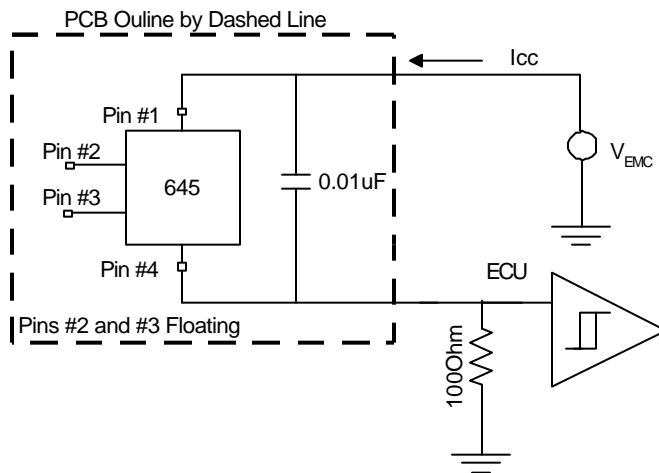 PCB Ouline by Dashed Line
Icc
Pin #1
Pin #2
VEMC
645
0.01uF
Pin #3
Pin #4
ECU
Pins #2 and #3 Floating
100Ohm